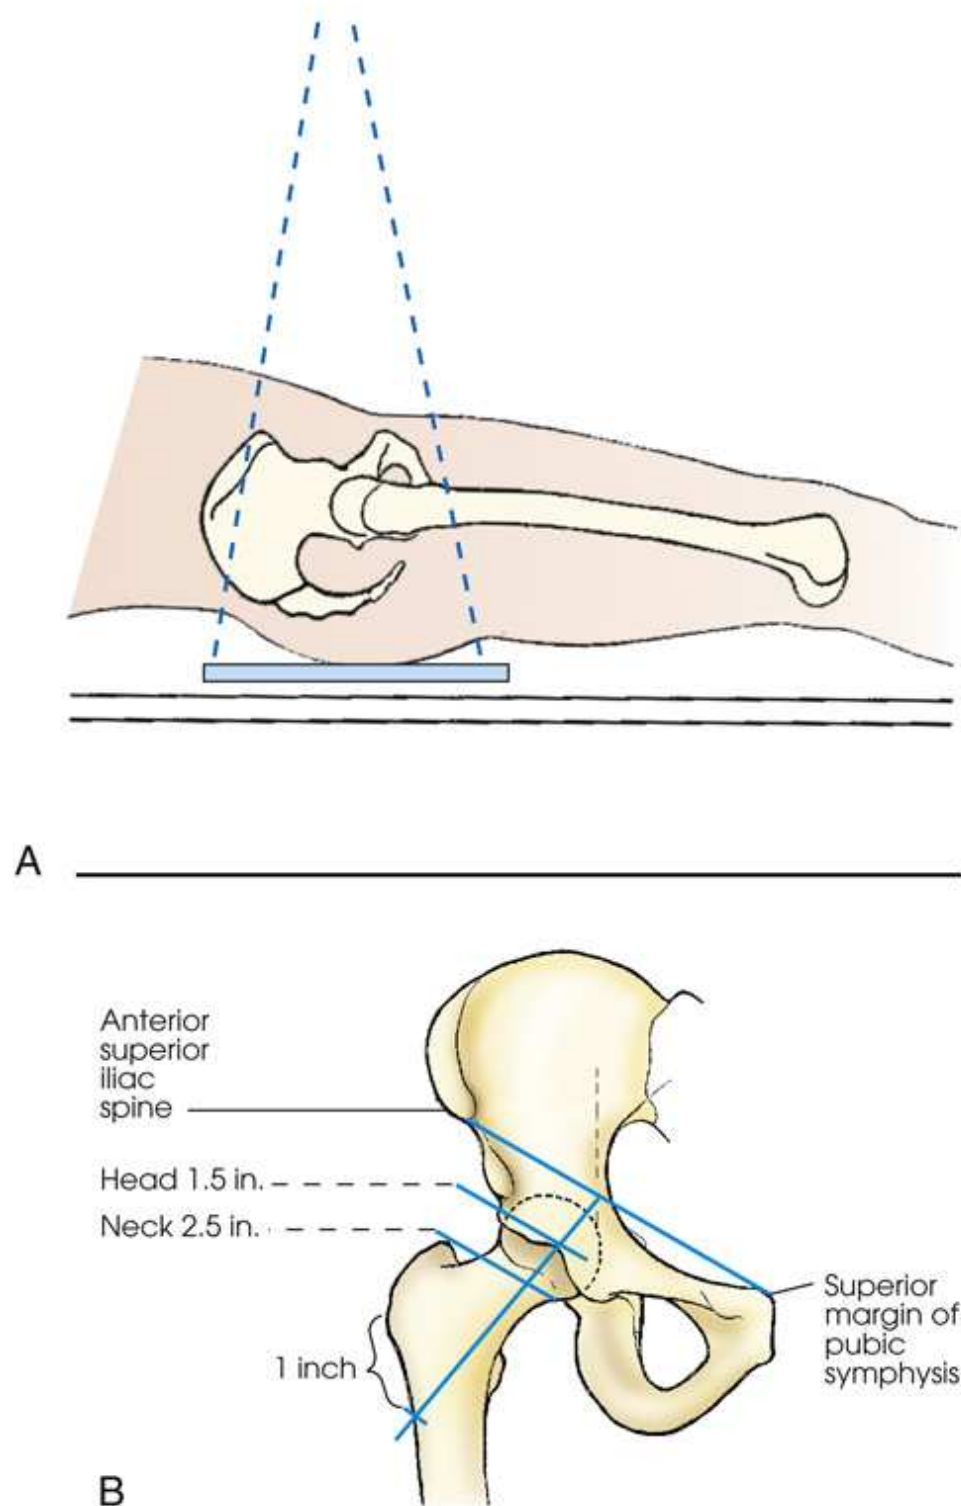 A
Anterior
superior
iliac
spine
Head 1.5 in.
Neck 2.5 in.
1 inch
Superior
margin of
pubic
symphysis
B